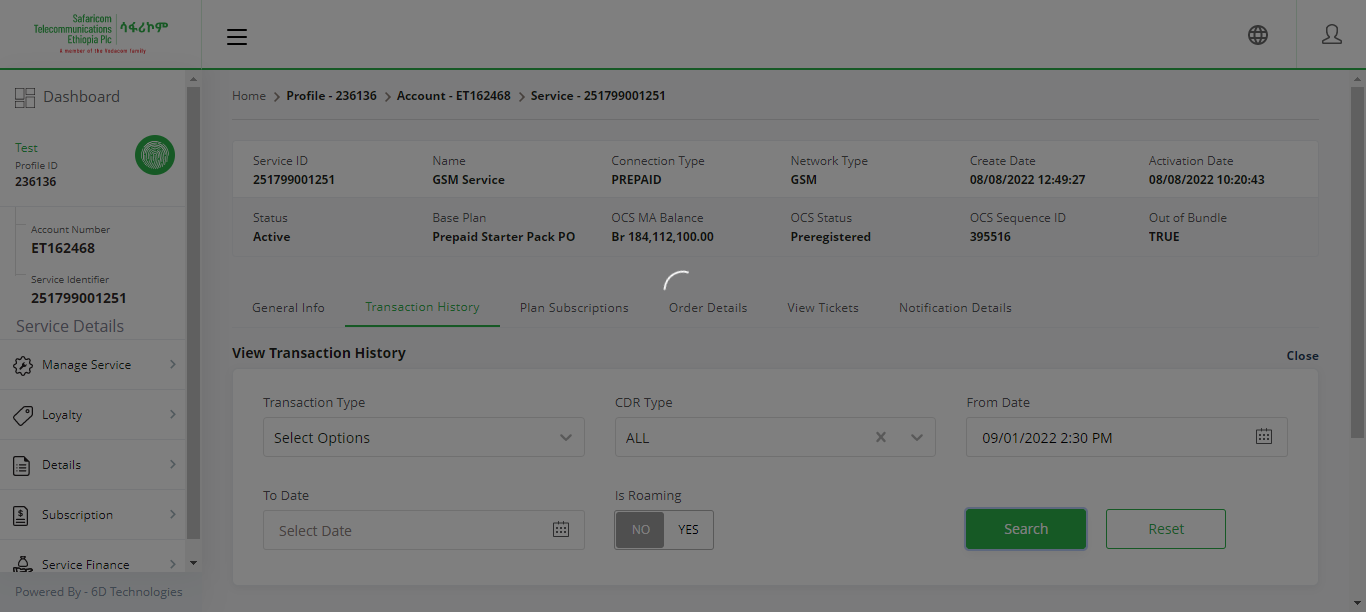 Safaricom
Telecommunications
Ethiopia Plc
ሳፋሪኮም
A member of the Vodacom family
Dashboard
Test
Profile ID
236136
Account Number
ET162468
Service Identifier
251799001251
Service Details
Manage Service
Loyalty
Details
Subscription
Service Finance
Powered By - 6D Technologies
Home > Profile - 236136 > Account - ET162468 > Service - 251799001251
Service ID Name Connection Type Network Type Create Date Activation Date
251799001251 GSM Service PREPAID GSM 08/08/2022 12:49:27 08/08/2022 10:20:43
Status Base Plan OCS MA Balance OCS Status OCS Sequence ID Out of Bundle
Active Prepaid Starter Pack PO Br 184,112,100.00 Preregistered 395516 TRUE
General Info Transaction History Plan Subscriptions Order Details View Tickets Notification Details
View Transaction History Close
Transaction Type CDR Type From Date
Select Options ALL 09/01/2022 2:30 PM
To Date Is Roaming
Select Date NO YES Search Reset